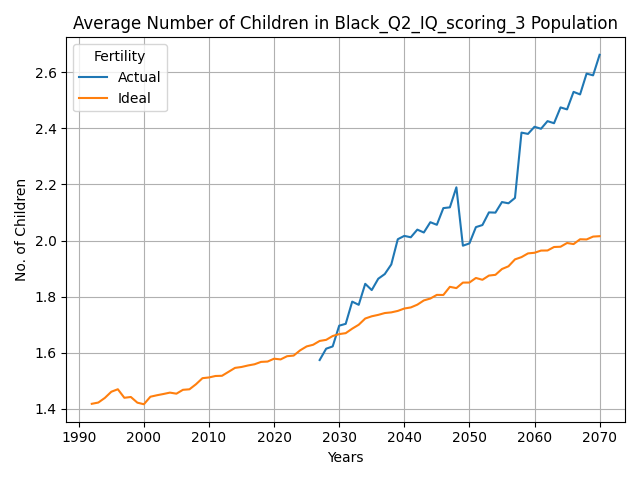 Average Number of Children in Black_Q2_IQ_scoring_3 Population
Fertility
Actual
Ideal
No. of Children
2.6
2.4
2.2
2.0
1.8
1.6
1.4
1990 2000 2010 2020 2030 2040 2050 2060 2070
Years